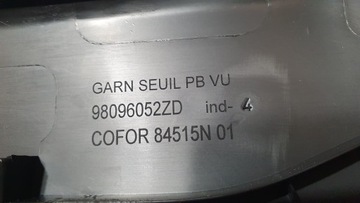 GARN SEUIL PB VU
98096052ZD ind- 4
COFOR 84515N 01